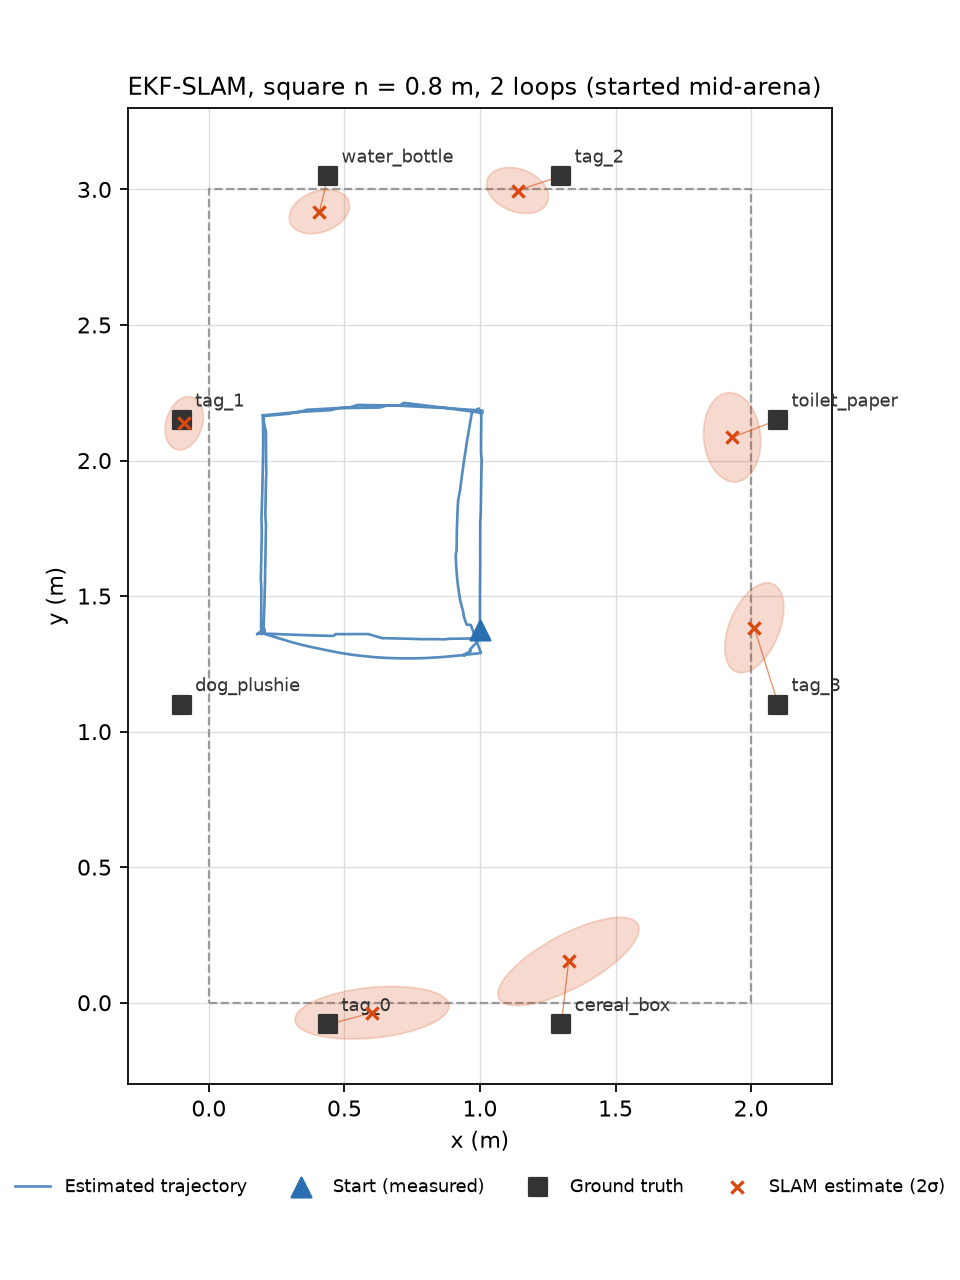 EKF-SLAM, square n = 0.8 m, 2 loops (started mid-arena)
water_bottle
tag_2
3.0
2.5
tag_1
toilet_paper
2.0
y (m)
1.5
dog_plushie
tag_3
1.0
0.5
tag_0
cereal_box
0.0
0.0
0.5
1.0
1.5
2.0
x (m)
Estimated trajectory
Start (measured)
Ground truth
SLAM estimate (2σ)